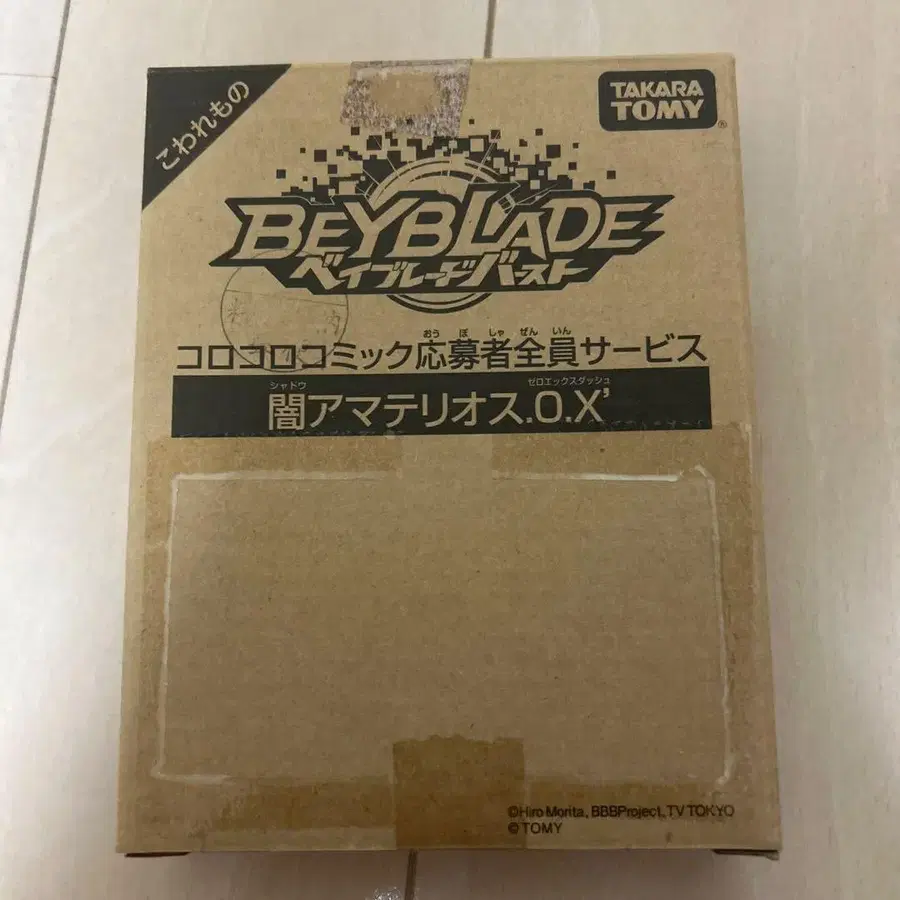 こわれもの
TAKARA
TOMY
®
BEYBLADE
ベイブレードバースト
おうぼしゃぜんいん
コロコロコミック応募者全員サービス
シャドウ ゼロエックスダッシュ
闇アマテリオス.O.X’
©Hiro Morita, BBBProject, TV TOKYO
©TOMY